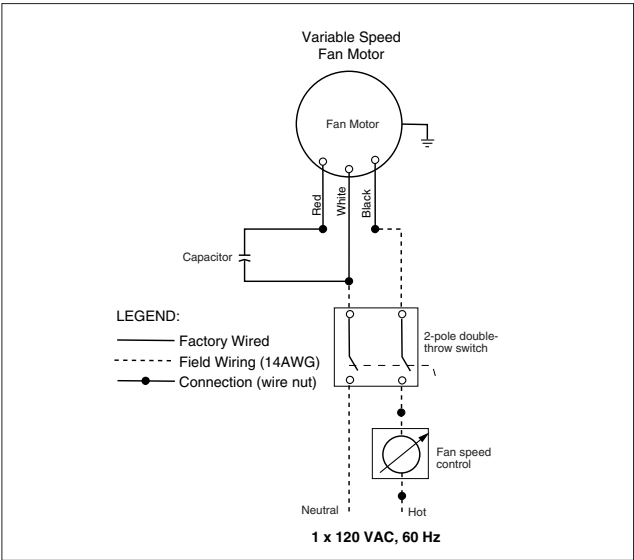 Variable Speed
Fan Motor
Fan Motor
Red
White
Black
Capacitor
LEGEND:
Factory Wired
Field Wiring (14AWG)
Connection (wire nut)
2-pole double-
throw switch
Fan speed
control
Neutral
Hot
1 x 120 VAC, 60 Hz